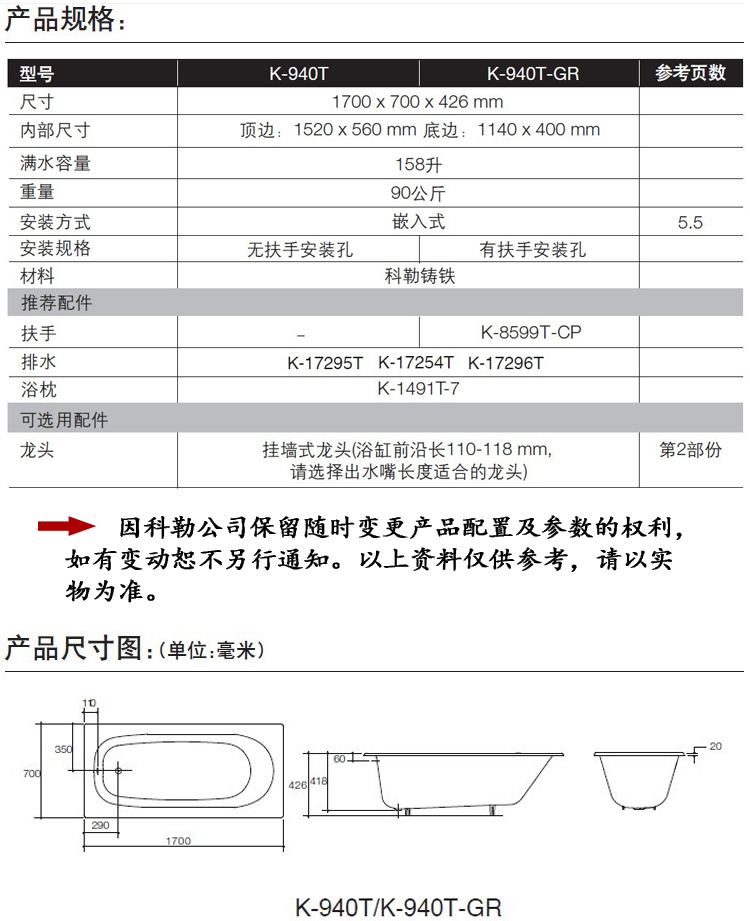 产品规格：
型号 K-940T K-940T-GR 参考页数
尺寸 1700 x 700 x 426 mm
内部尺寸 顶边：1520 x 560 mm 底边：1140 x 400 mm
满水容量 158升
重量 90公斤
安装方式 嵌入式 5.5
安装规格 无扶手安装孔 有扶手安装孔
材料 科勒铸铁
推荐配件
扶手 – K-8599T-CP
排水 K-17295T K-17254T K-17296T
浴枕 K-1491T-7
可选用配件
龙头 挂墙式龙头(浴缸前沿长110-118 mm, 第2部份
请选择出水嘴长度适合的龙头)
因科勒公司保留随时变更产品配置及参数的权利，
如有变动恕不另行通知。以上资料仅供参考，请以实
物为准。
产品尺寸图：(单位:毫米)
110
350
700
290
1700
60
426
418
20
K-940T/K-940T-GR